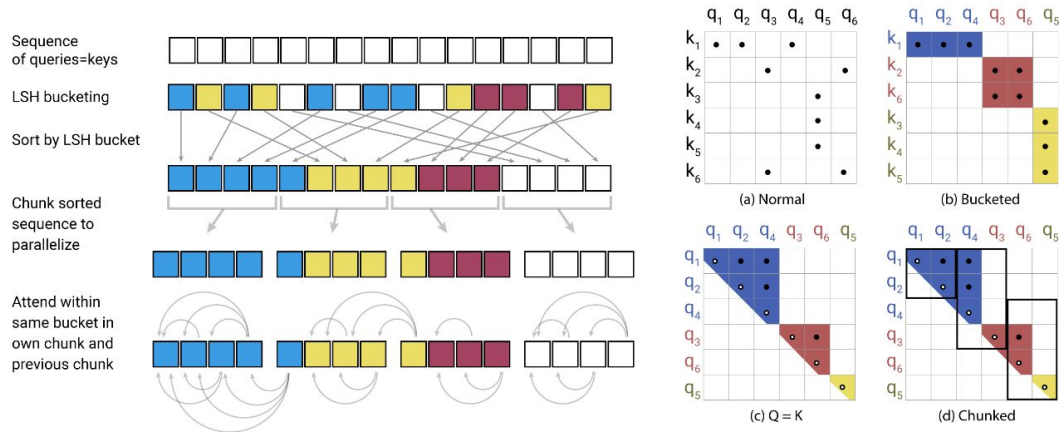 Sequence
of queries=keys
LSH bucketing
Sort by LSH bucket
Chunk sorted
sequence to
parallelize
Attend within
same bucket in
own chunk and
previous chunk
q1 q2 q3 q4 q5 q6
k1
k2
k3
k4
k5
k6
(a) Normal
q1 q2 q4 q3 q6 q5
k1
k2
k6
k3
k4
k5
(b) Bucketed
q1 q2 q4 q3 q6 q5
q1
q2
q4
q3
q6
q5
(c) Q = K
q1 q2 q4 q3 q6 q5
q1
q2
q4
q3
q6
q5
(d) Chunked